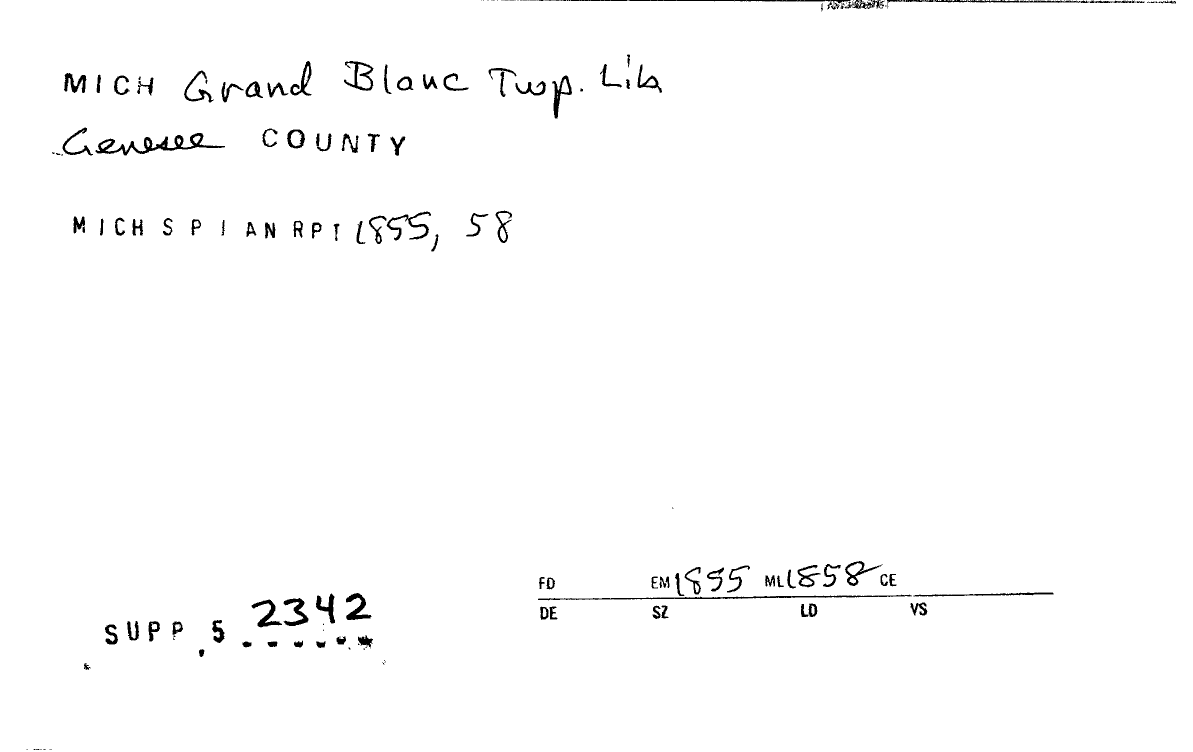 MICH Grand Blanc Twp. Lib
Genesee COUNTY
MICH S P I AN RPT 1855, 58
FD EM 1855 ML 1858 CE
DE SZ LD VS
SUPP 5 2342